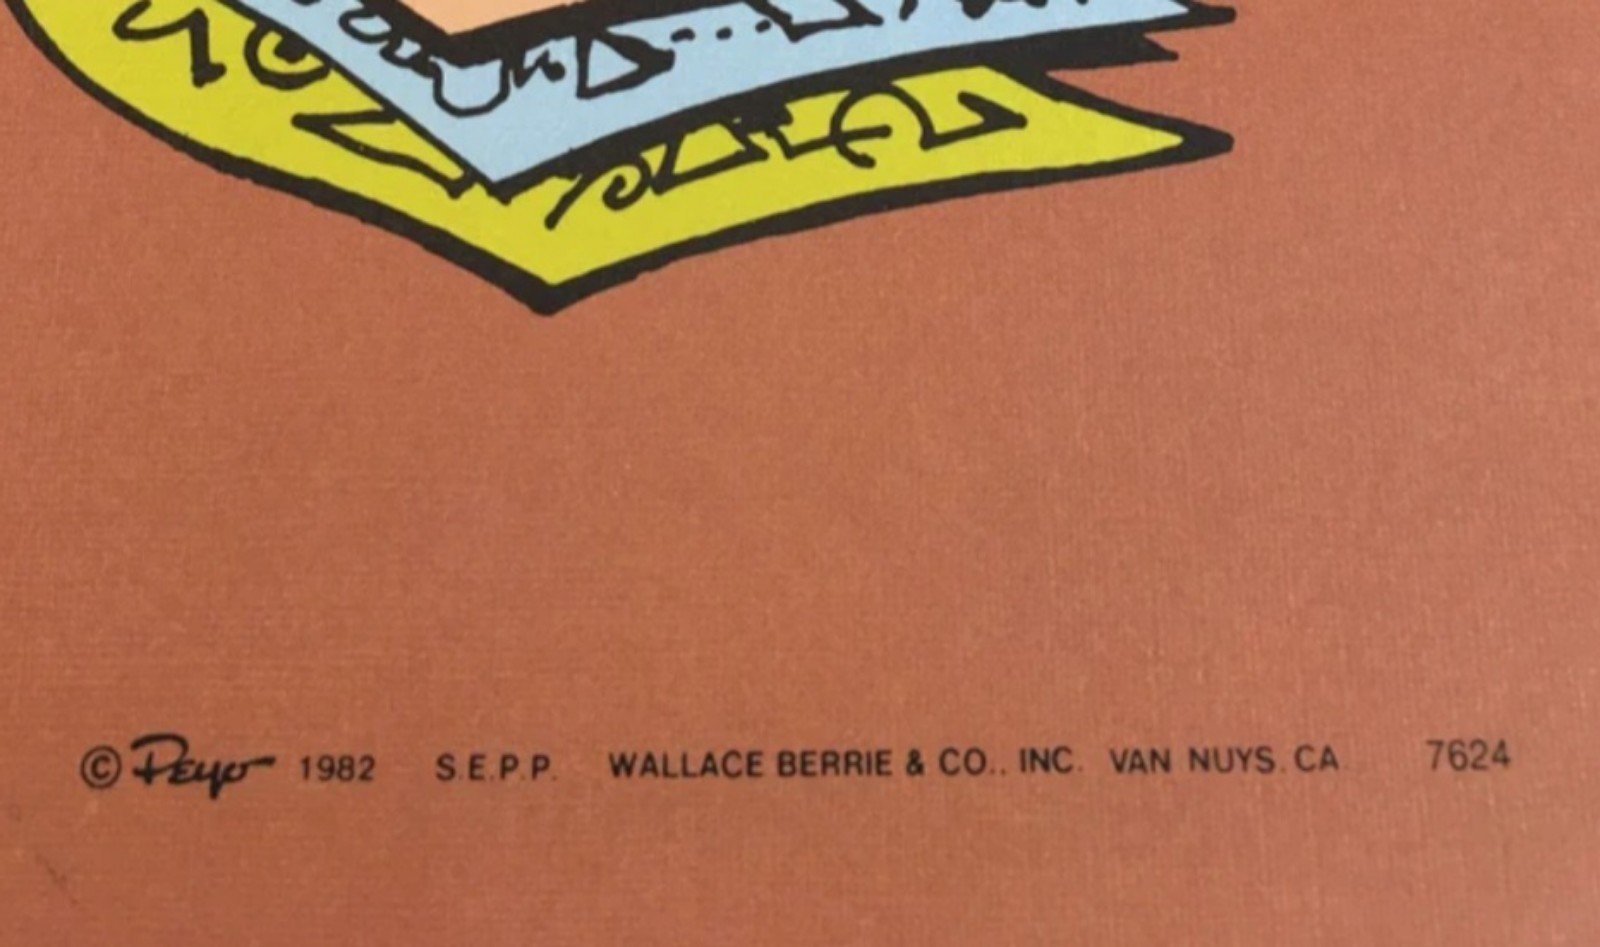 © Peyo 1982 S.E.P.P. WALLACE BERRIE & CO., INC. VAN NUYS, CA 7624